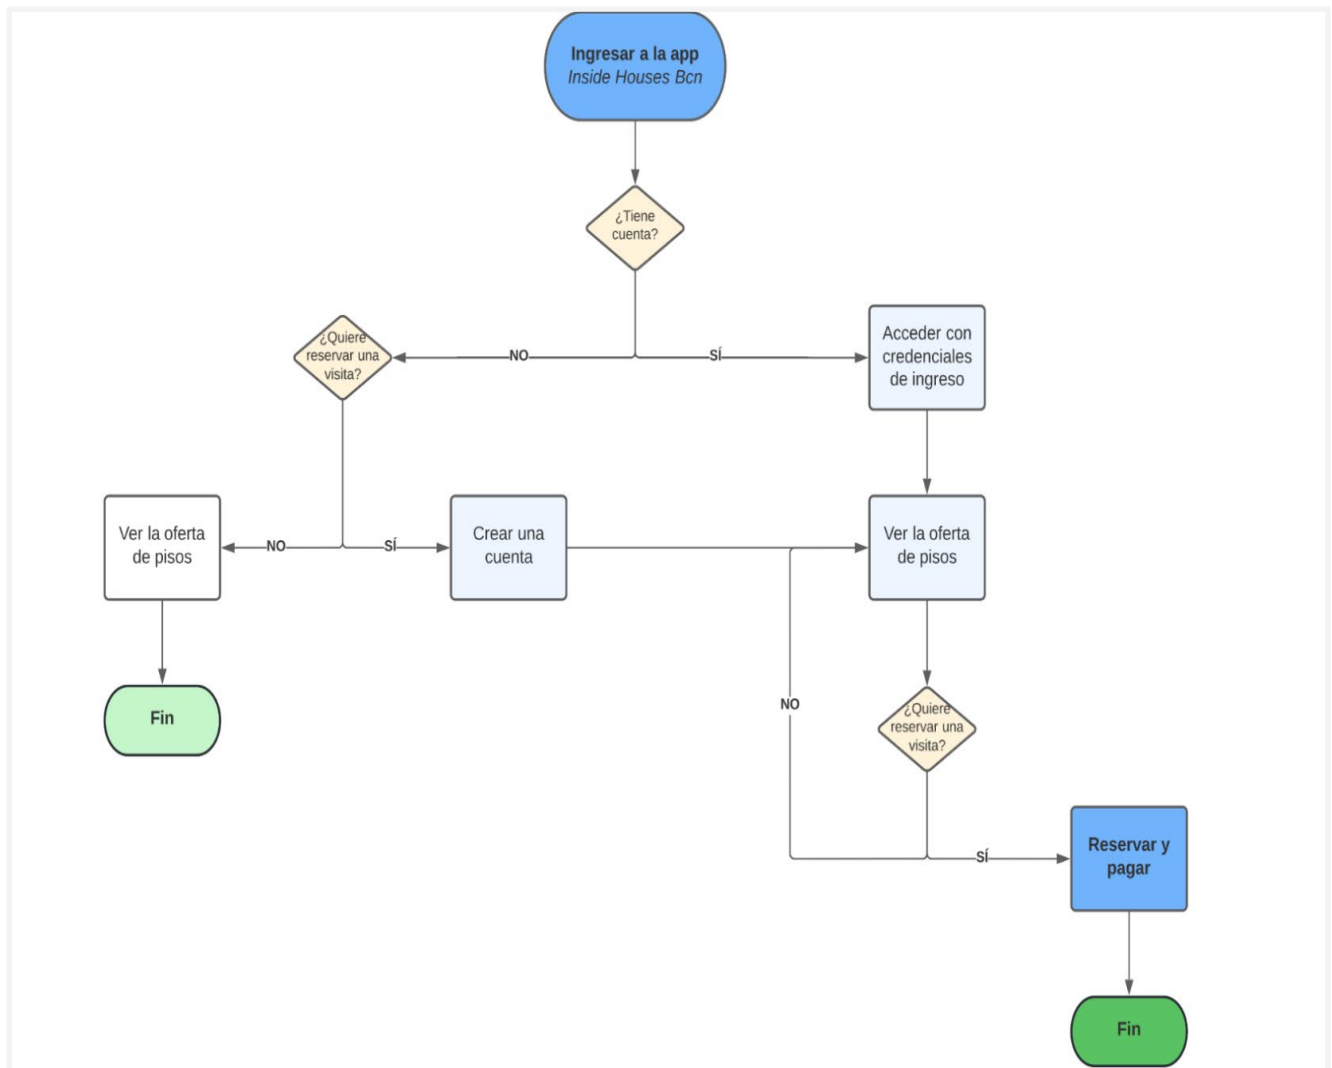 Ingresar a la app
Inside Houses Bcn
¿Tiene
cuenta?
¿Quiere
reservar una
visita?
NO
SÍ
Acceder con
credenciales
de ingreso
Ver la oferta
de pisos
NO
SÍ
Crear una
cuenta
Ver la oferta
de pisos
Fin
NO
¿Quiere
reservar una
visita?
SÍ
Reservar y
pagar
Fin